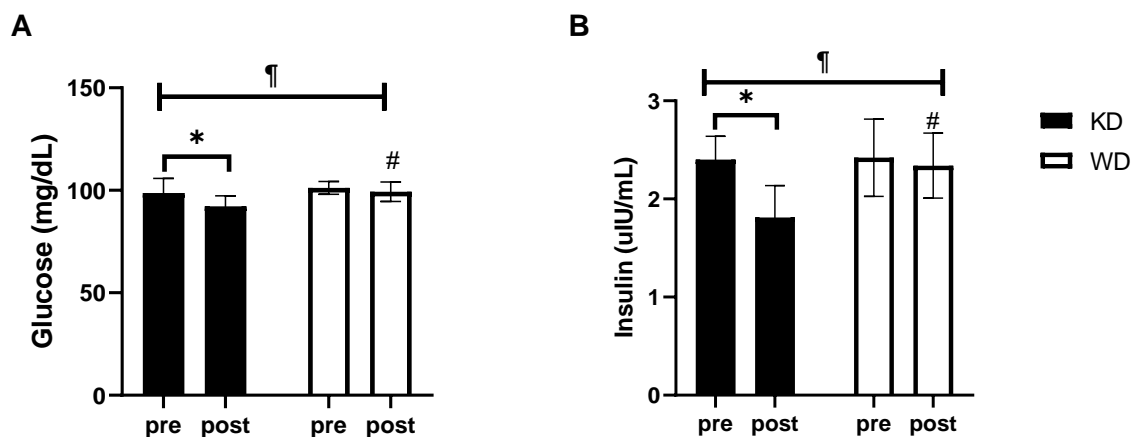 A
Glucose (mg/dL)
150
100
50
0
¶
*
#
pre post pre post
B
Insulin (uIU/mL)
3
2
1
0
¶
*
#
pre post pre post
KD
WD